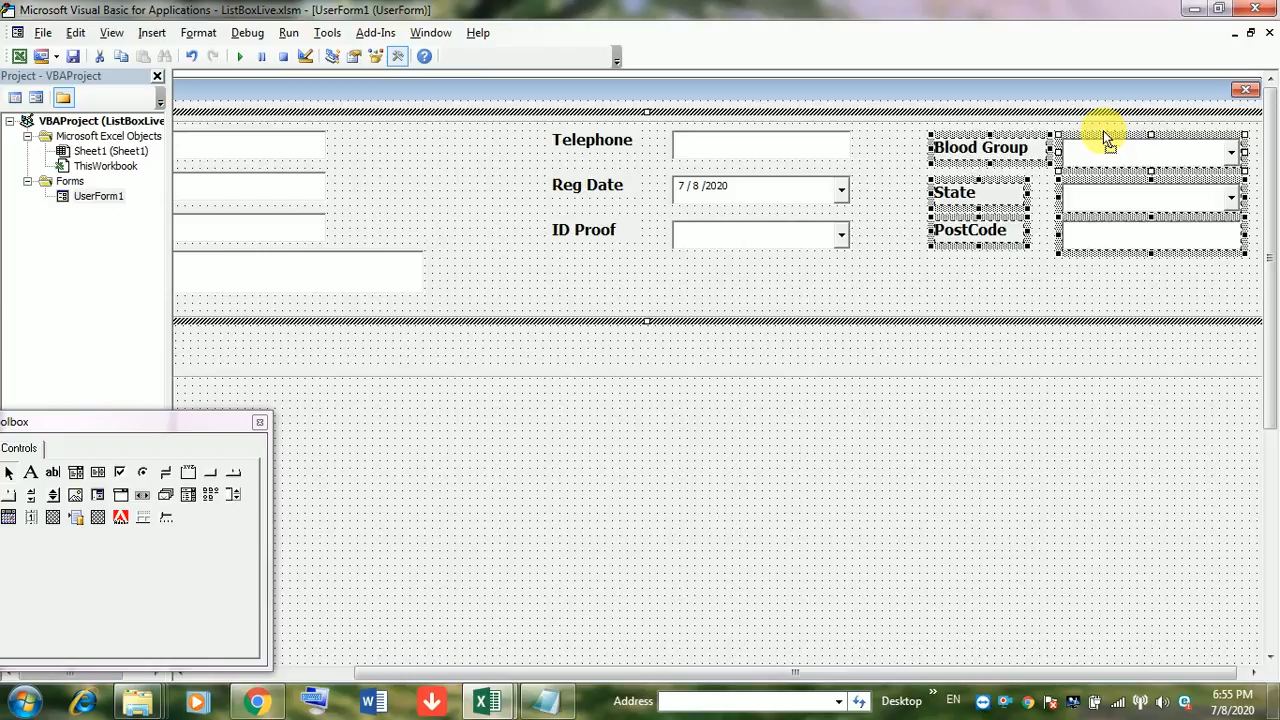 Microsoft Visual Basic for Applications - ListBoxLive.xlsm - [UserForm1 (UserForm)]
File Edit View Insert Format Debug Run Tools Add-Ins Window Help
Project - VBAProject
VBAProject (ListBoxLive
Microsoft Excel Objects
Sheet1 (Sheet1)
ThisWorkbook
Forms
UserForm1
Telephone
Blood Group
Reg Date
7 / 8 /2020
State
ID Proof
PostCode
olbox
Controls
Address
Desktop
EN
6:55 PM
7/8/2020